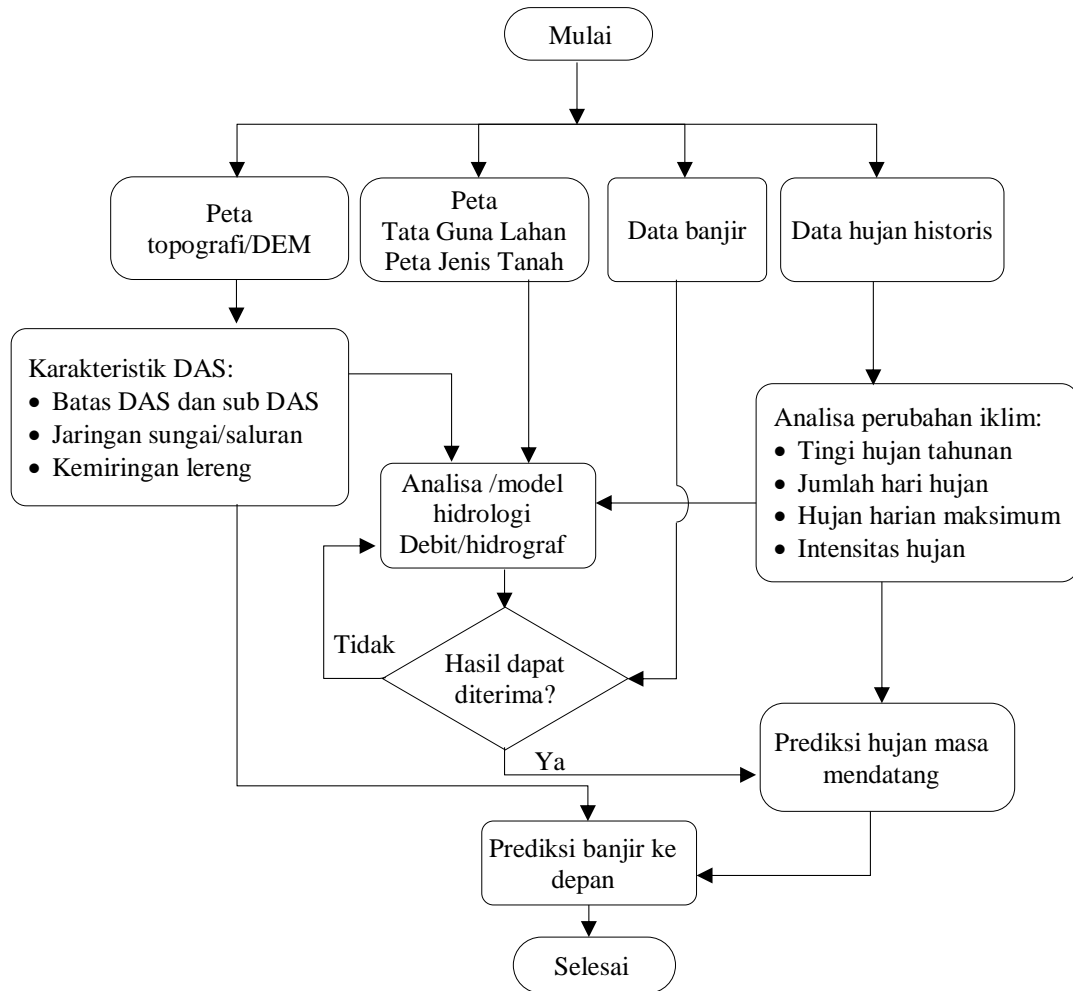 Mulai
Peta
topografi/DEM
Peta
Tata Guna Lahan
Peta Jenis Tanah
Data banjir
Data hujan historis
Karakteristik DAS:
• Batas DAS dan sub DAS
• Jaringan sungai/saluran
• Kemiringan lereng
Analisa /model
hidrologi
Debit/hidrograf
Analisa perubahan iklim:
• Tingi hujan tahunan
• Jumlah hari hujan
• Hujan harian maksimum
• Intensitas hujan
Tidak
Hasil dapat
diterima?
Ya
Prediksi hujan masa
mendatang
Prediksi banjir ke
depan
Selesai